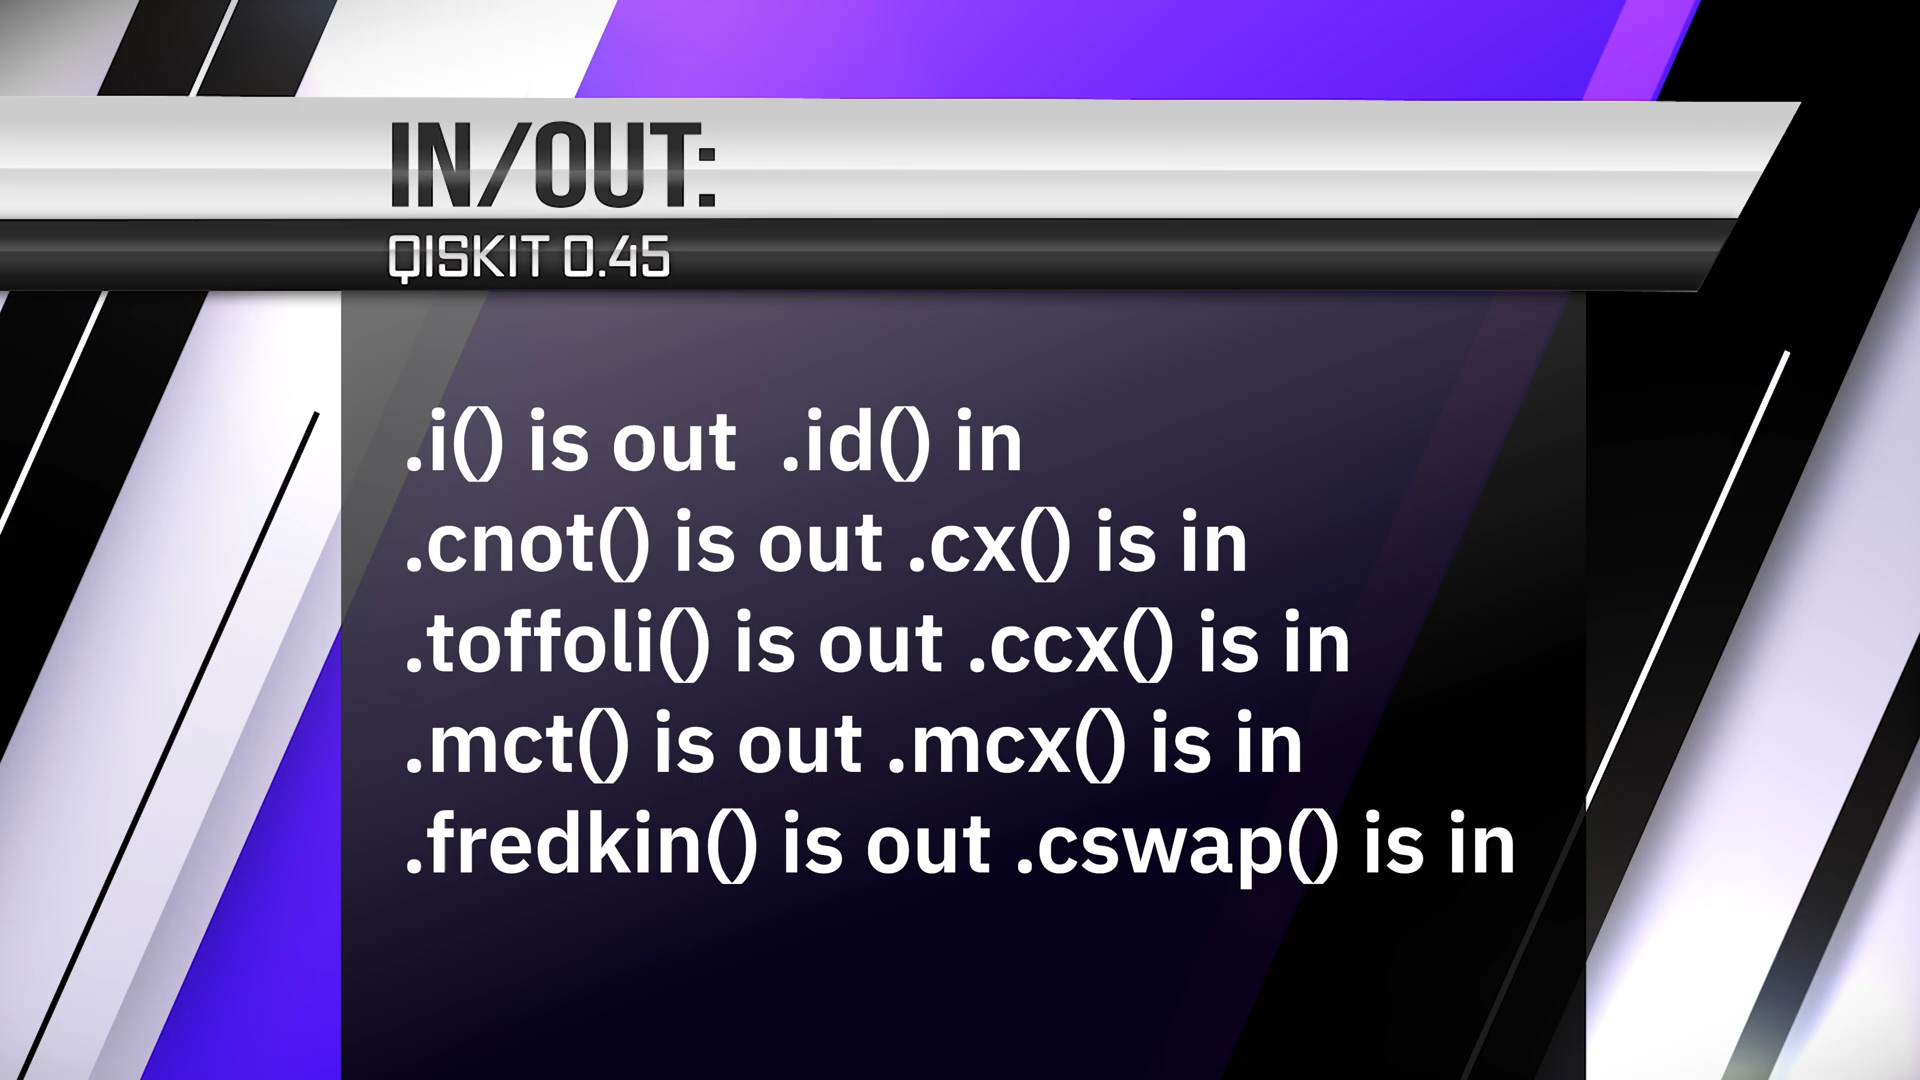 IN/OUT:
QISKIT 0.45
.i() is out .id() in
.cnot() is out .cx() is in
.toffoli() is out .ccx() is in
.mct() is out .mcx() is in
.fredkin() is out .cswap() is in